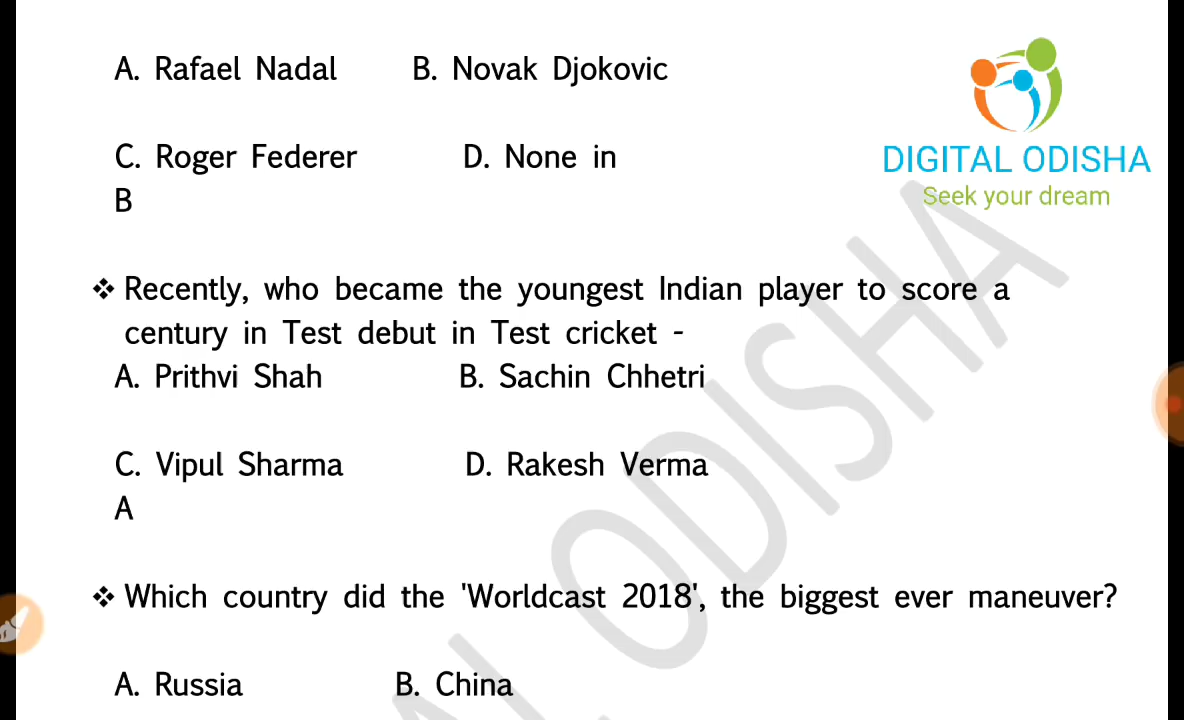 A. Rafael Nadal B. Novak Djokovic
C. Roger Federer D. None in
B
DIGITAL ODISHA
Seek your dream
❖ Recently, who became the youngest Indian player to score a
century in Test debut in Test cricket -
A. Prithvi Shah B. Sachin Chhetri
C. Vipul Sharma D. Rakesh Verma
A
❖ Which country did the 'Worldcast 2018', the biggest ever maneuver?
A. Russia B. China
AL ODISHA